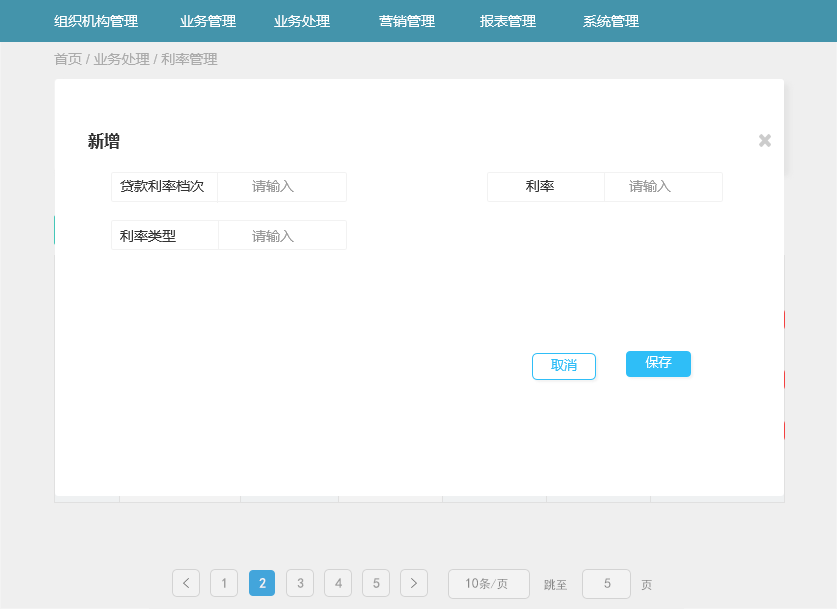 组织机构管理 业务管理 业务处理 营销管理 报表管理 系统管理
首页 / 业务处理 / 利率管理
新增
贷款利率档次 请输入 利率 请输入
利率类型 请输入
取消 保存
1 2 3 4 5 10条/页 跳至 5 页